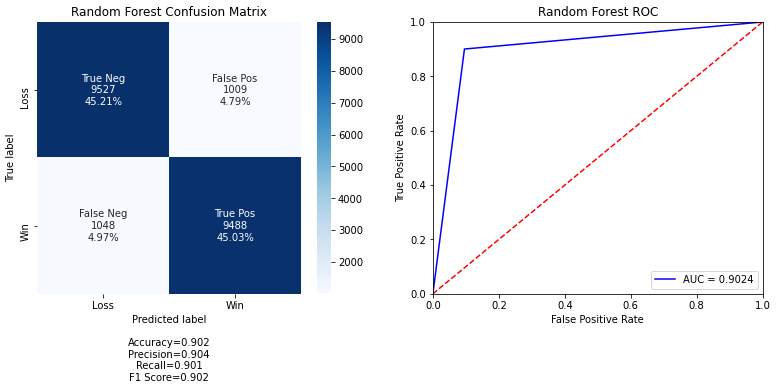 Random Forest Confusion Matrix
True label
Loss
Win
True Neg
9527
45.21%
False Pos
1009
4.79%
False Neg
1048
4.97%
True Pos
9488
45.03%
Loss
Win
Predicted label
Accuracy=0.902
Precision=0.904
Recall=0.901
F1 Score=0.902
9000
8000
7000
6000
5000
4000
3000
2000
Random Forest ROC
True Positive Rate
1.0
0.8
0.6
0.4
0.2
0.0
0.0
0.2
0.4
0.6
0.8
1.0
False Positive Rate
AUC = 0.9024